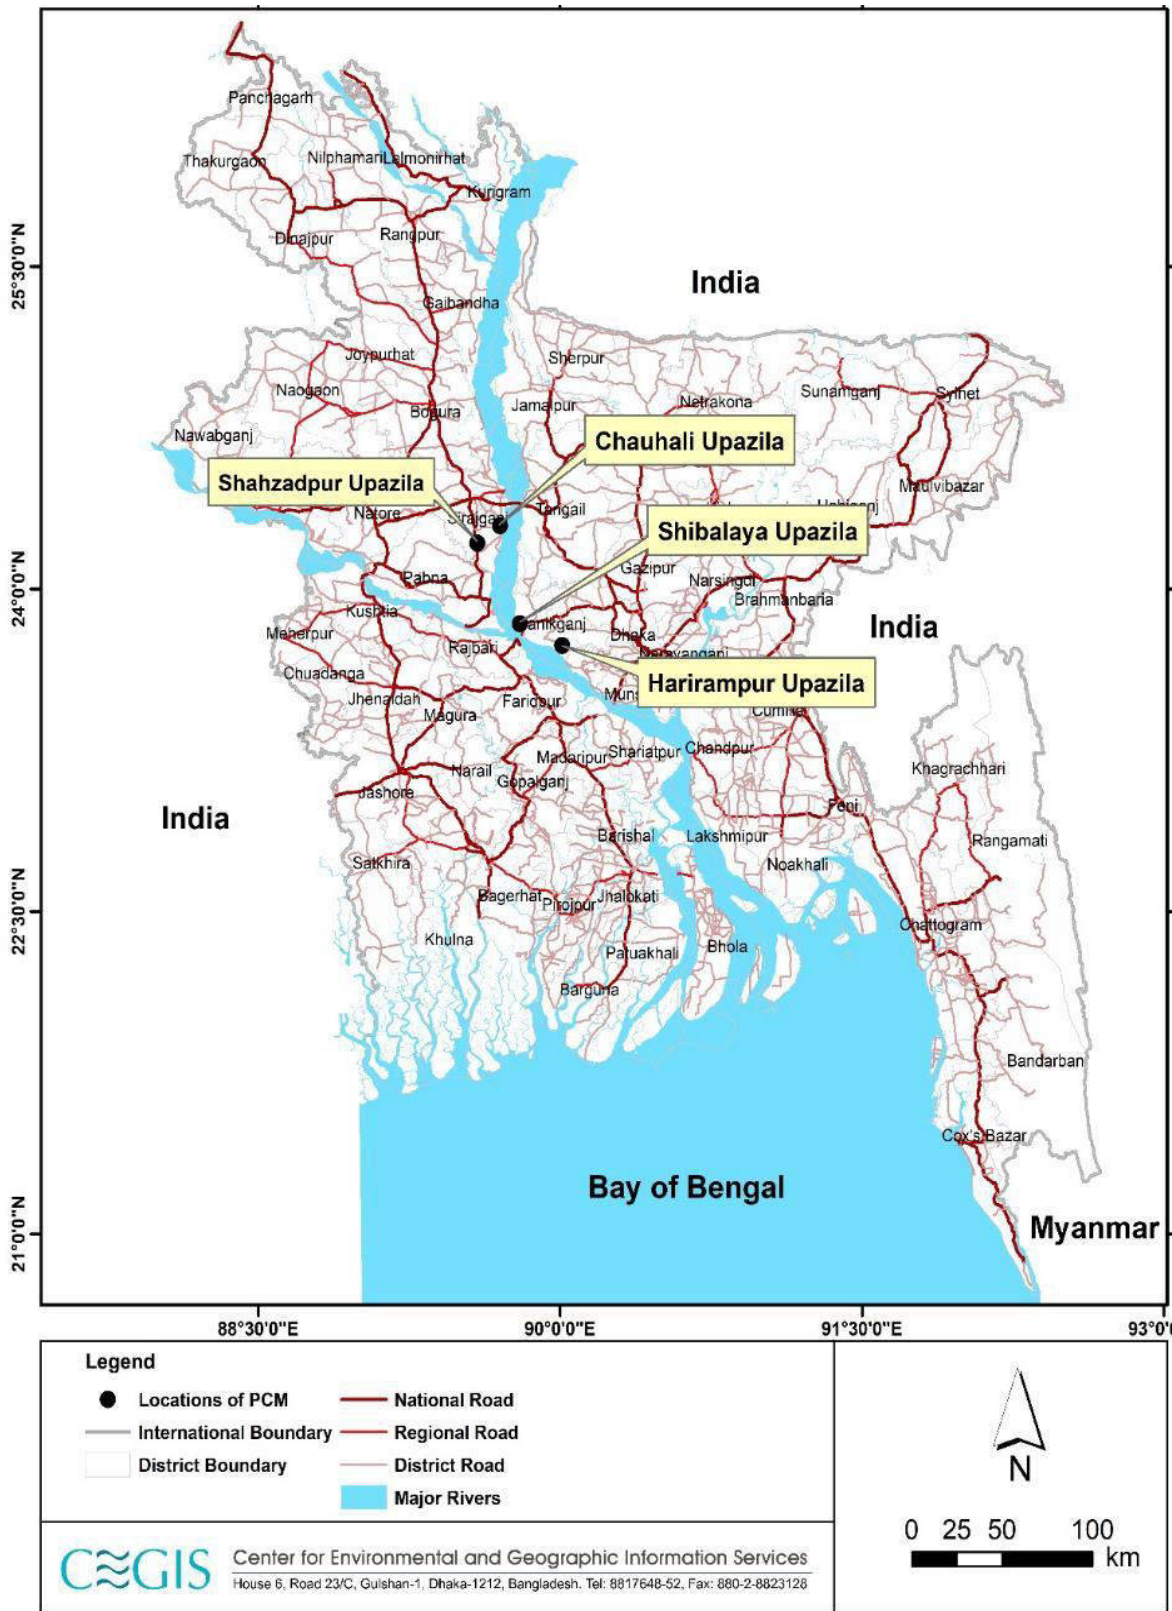 Panchagarh
Thakurgaon
Nilphamari
Lalmonirhat
Kurigram
Dinajpur
Rangpur
25°30'0"N
India
Gaibandha
Joypurhat
Sherpur
Naogaon
Bogura
Jamalpur
Netrakona
Sunamganj
Sylhet
Nawabganj
Chauhali Upazila
Shahzadpur Upazila
Maulvibazar
Natore
Sirajganj
Tangail
Shibalaya Upazila
24°0'0"N
Pabna
Gazipur
Narsingdi
Brahmanbaria
Kushtia
Meherpur
India
Dhaka
Rajbari
Chuadanga
Harirampur Upazila
Jhenaidah
Magura
Faridpur
Madaripur
Shariatpur
Chandpur
Narail
Gopalganj
Khagrachhari
Jashore
Feni
India
Barishal
Lakshmipur
Rangamati
Satkhira
Noakhali
22°30'0"N
Bagerhat
Pirojpur
Jhalokati
Chattogram
Khulna
Patuakhali
Bhola
Barguna
Bandarban
Cox's Bazar
Bay of Bengal
Myanmar
21°0'0"N
88°30'0"E
90°0'0"E
91°30'0"E
Legend
Locations of PCM
National Road
International Boundary
Regional Road
District Boundary
District Road
Major Rivers
N
0 25 50 100
km
CEGIS
Center for Environmental and Geographic Information Services
House 6, Road 23/C, Gulshan-1, Dhaka-1212, Bangladesh. Tel: 8817648-52, Fax: 880-2-8823128